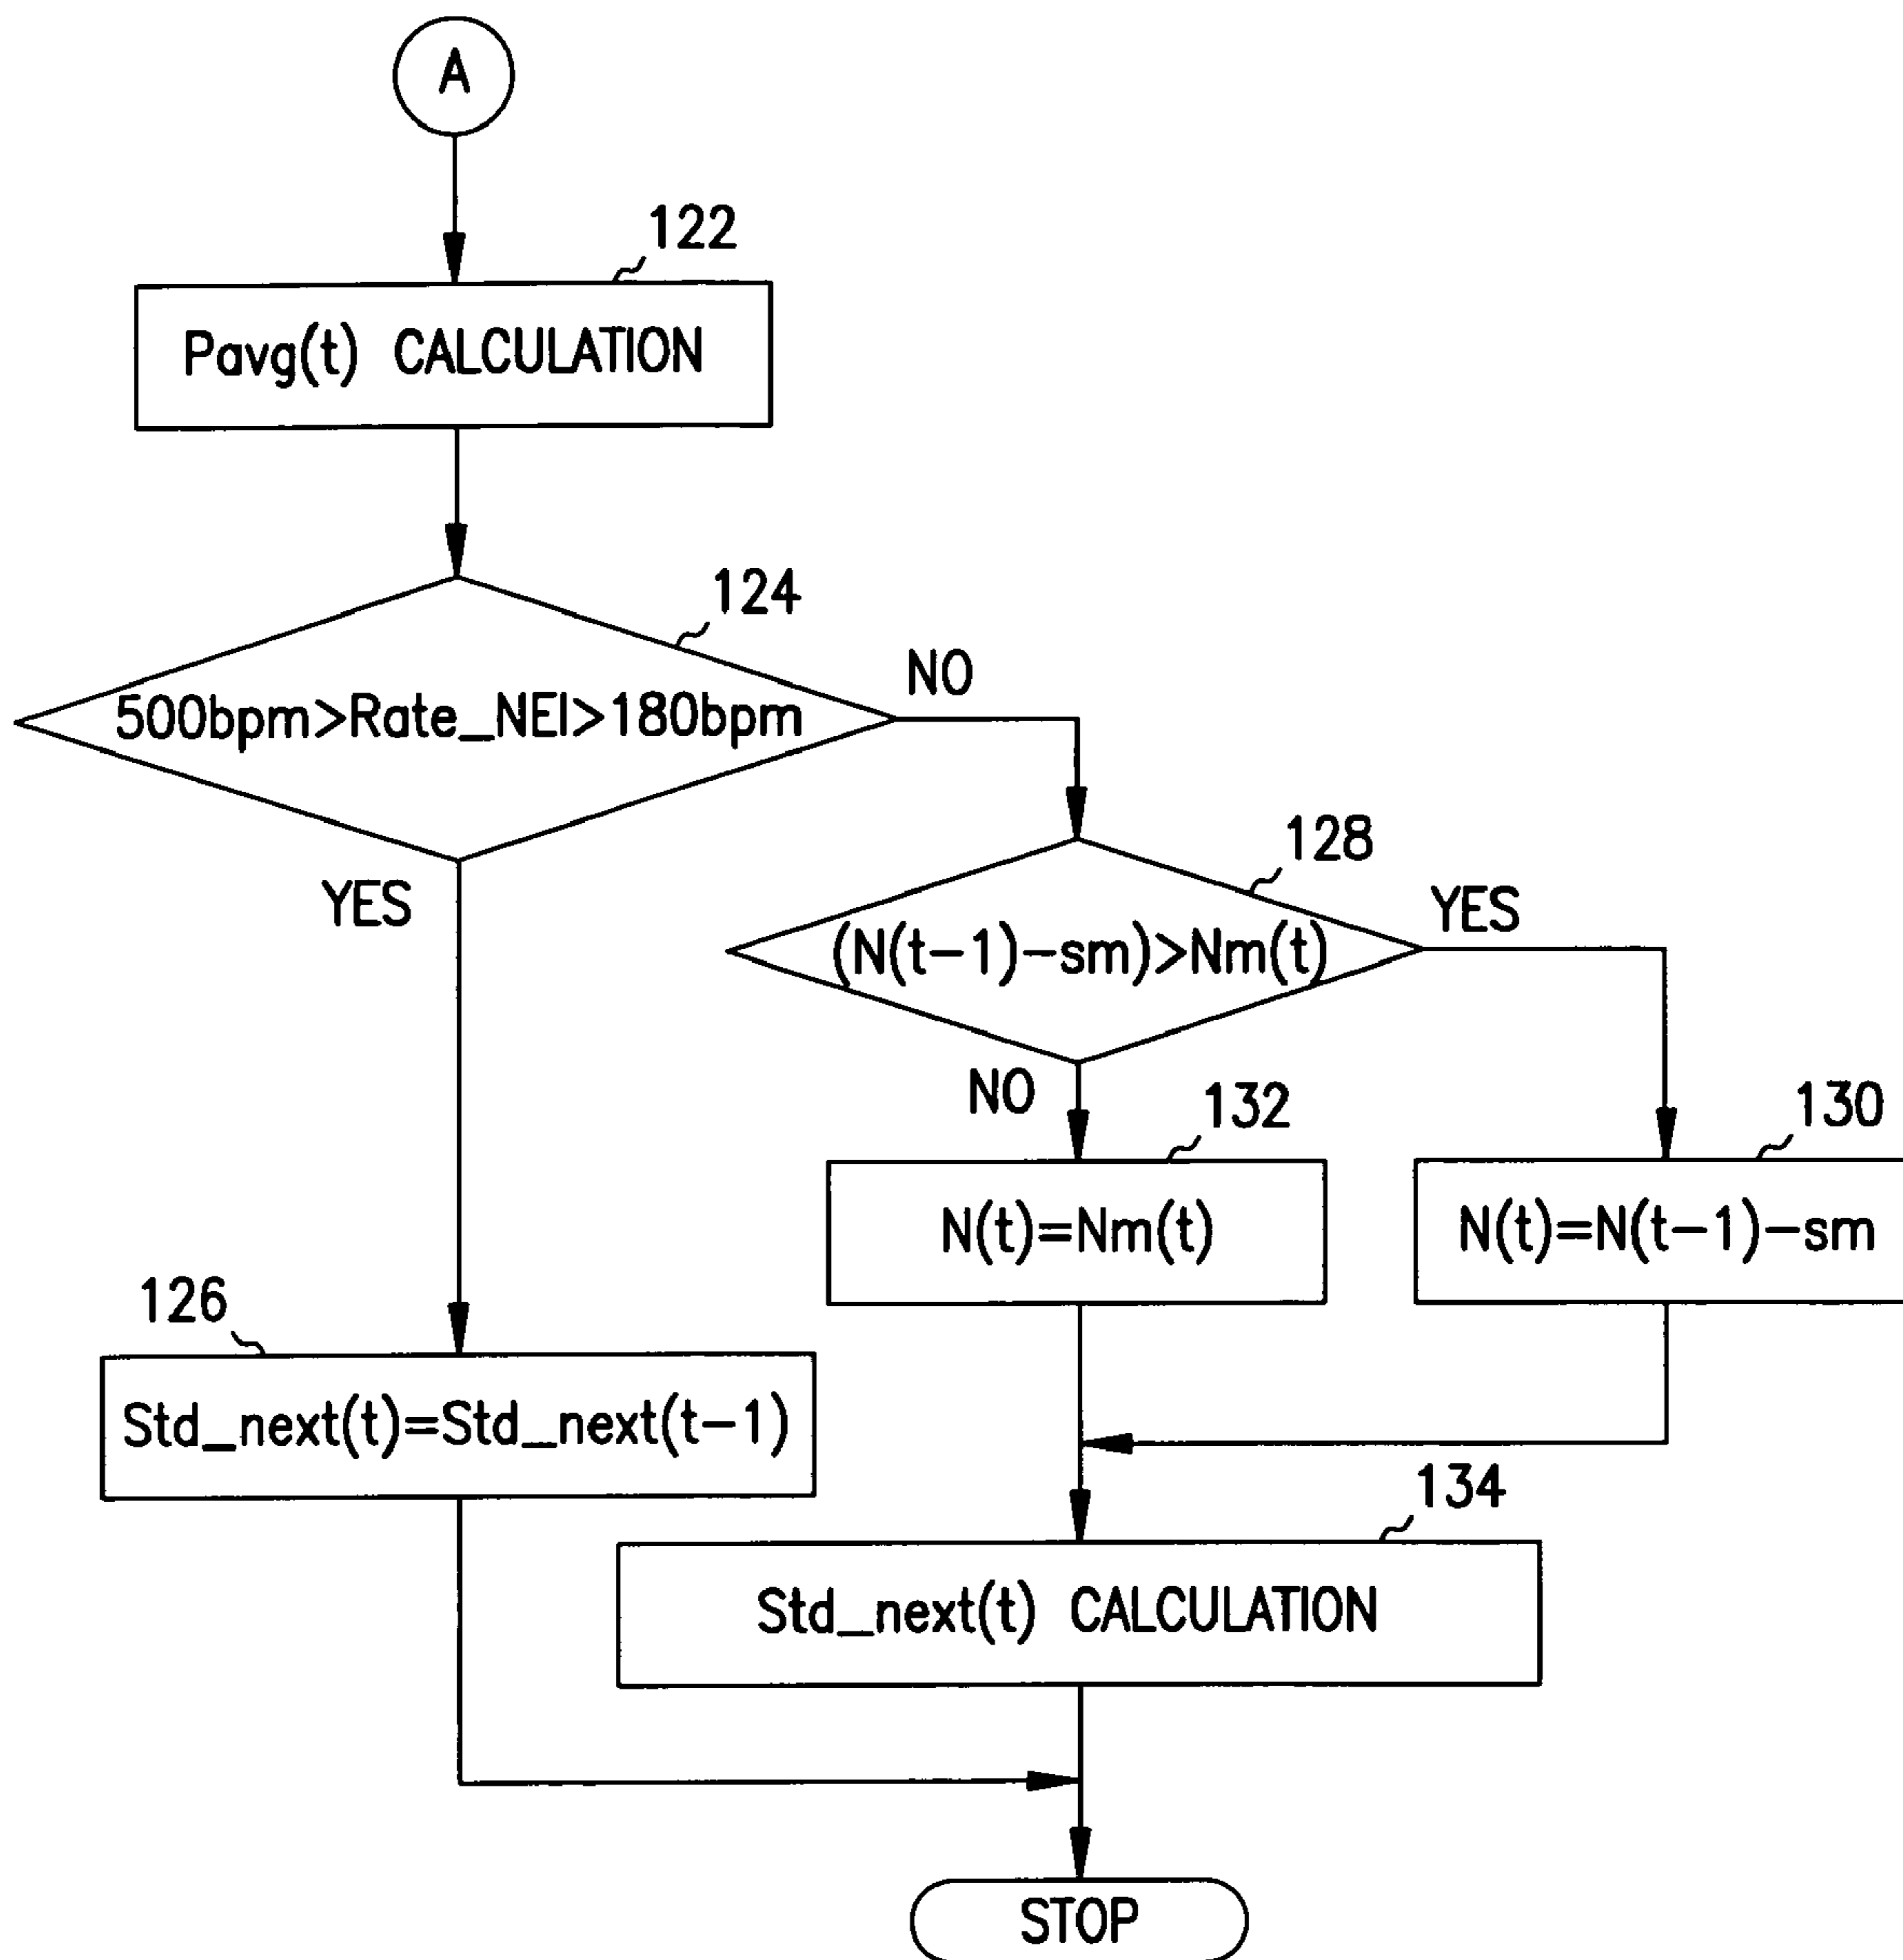 A
122
Pavg(t) CALCULATION
124
500bpm>Rate_NEI>180bpm
NO
YES
128
(N(t-1)-sm)>Nm(t)
YES
NO
132
N(t)=Nm(t)
130
N(t)=N(t-1)-sm
126
Std_next(t)=Std_next(t-1)
134
Std_next(t) CALCULATION
STOP